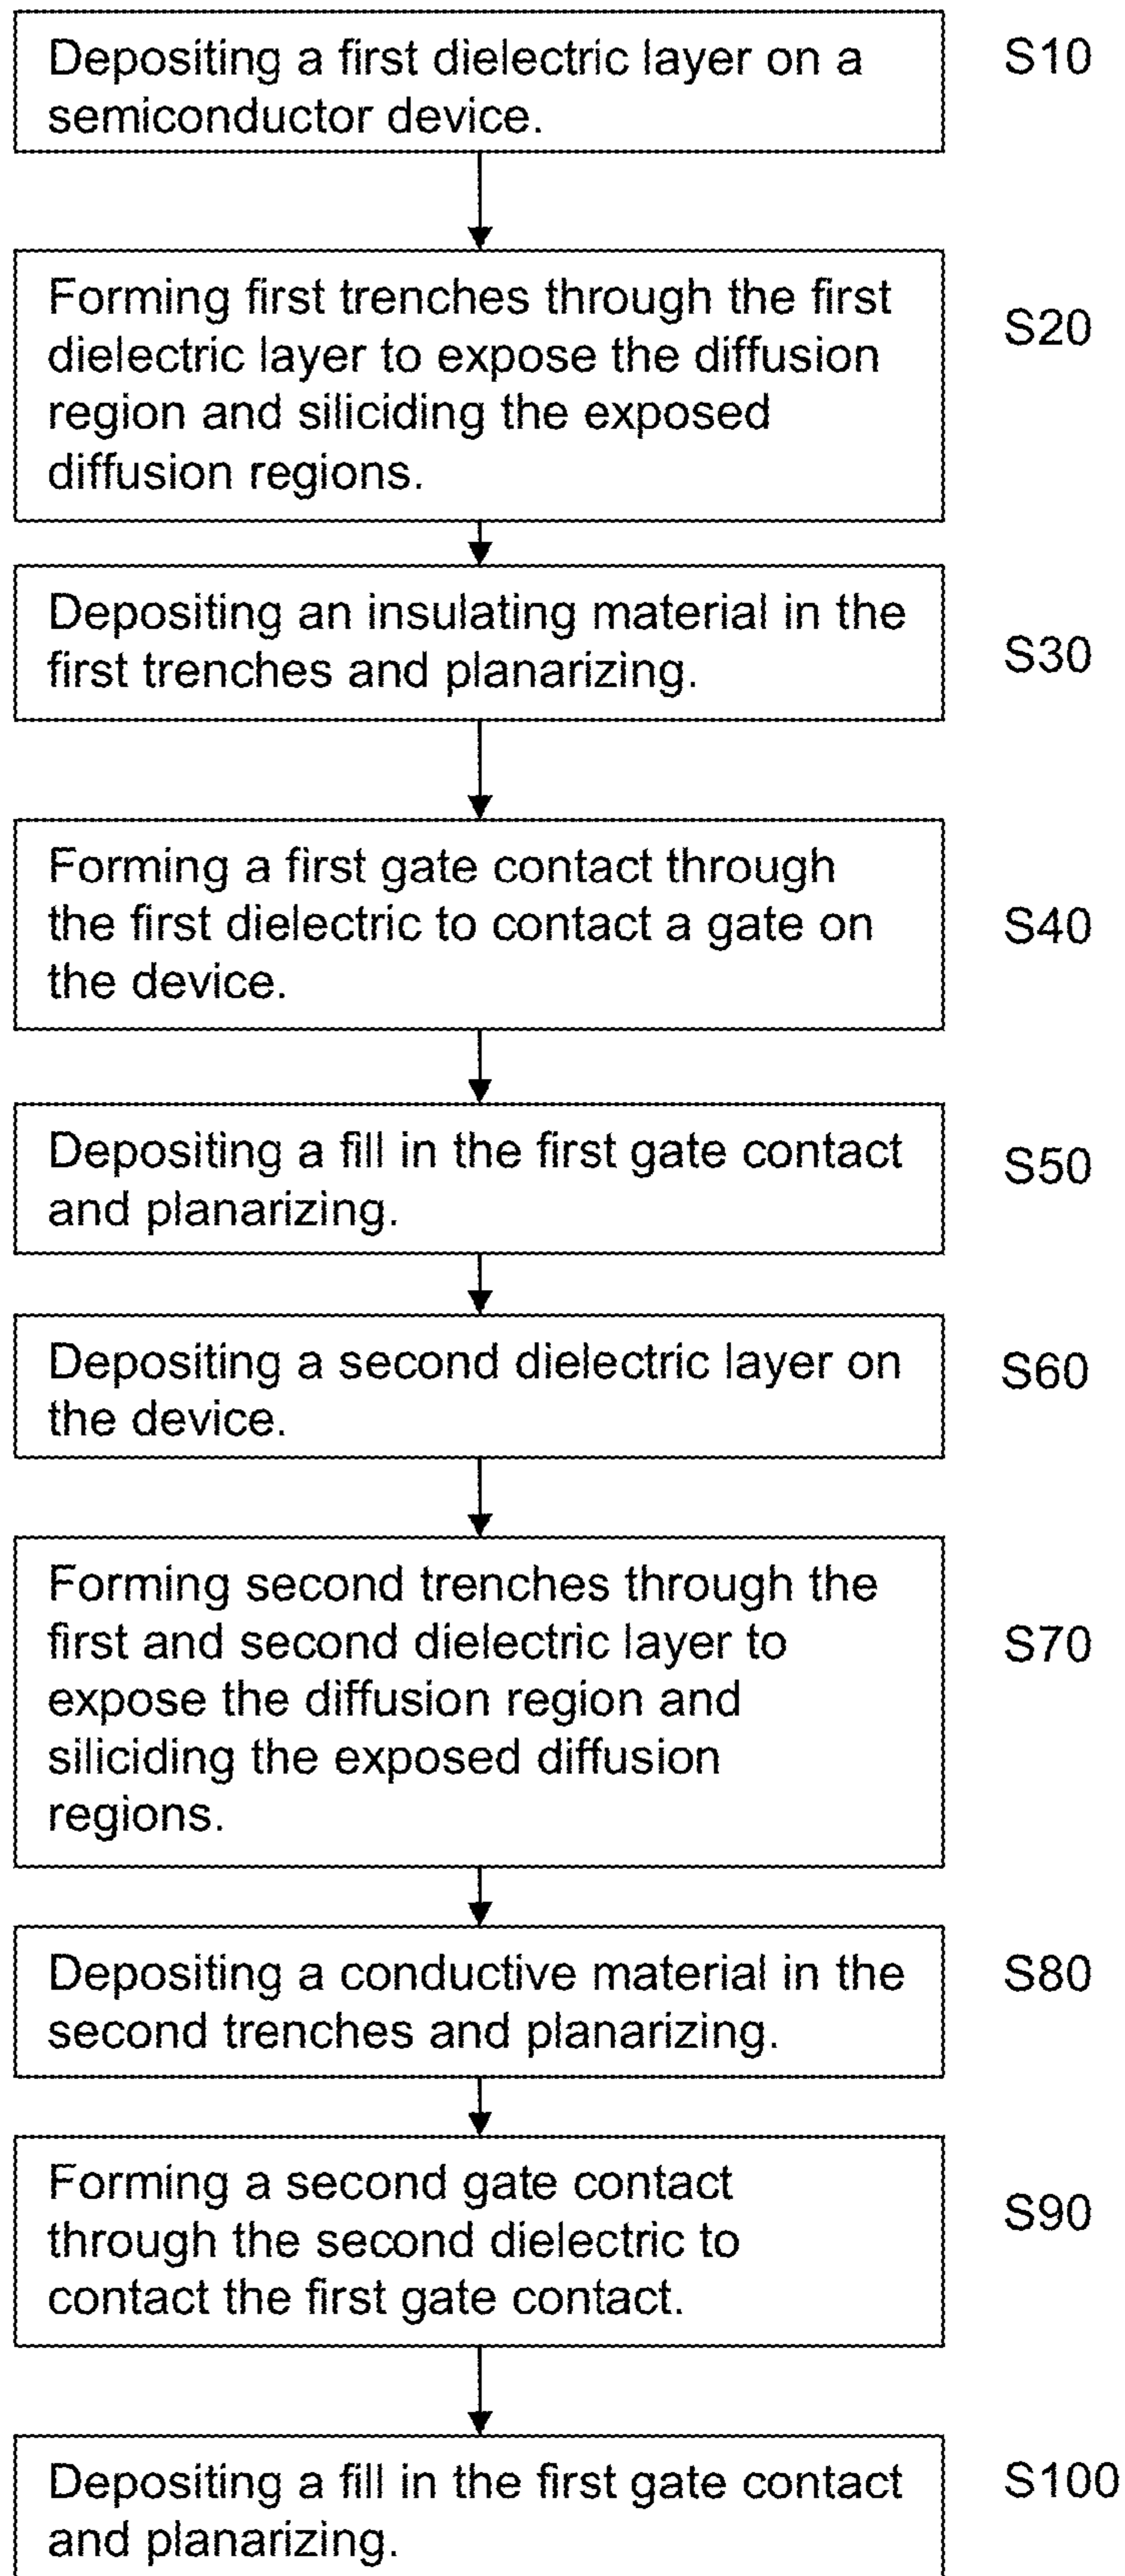 Depositing a first dielectric layer on a
semiconductor device.
S10
Forming first trenches through the first
dielectric layer to expose the diffusion
region and siliciding the exposed
diffusion regions.
S20
Depositing an insulating material in the
first trenches and planarizing.
S30
Forming a first gate contact through
the first dielectric to contact a gate on
the device.
S40
Depositing a fill in the first gate contact
and planarizing.
S50
Depositing a second dielectric layer on
the device.
S60
Forming second trenches through the
first and second dielectric layer to
expose the diffusion region and
siliciding the exposed diffusion
regions.
S70
Depositing a conductive material in the
second trenches and planarizing.
S80
Forming a second gate contact
through the second dielectric to
contact the first gate contact.
S90
Depositing a fill in the first gate contact
and planarizing.
S100